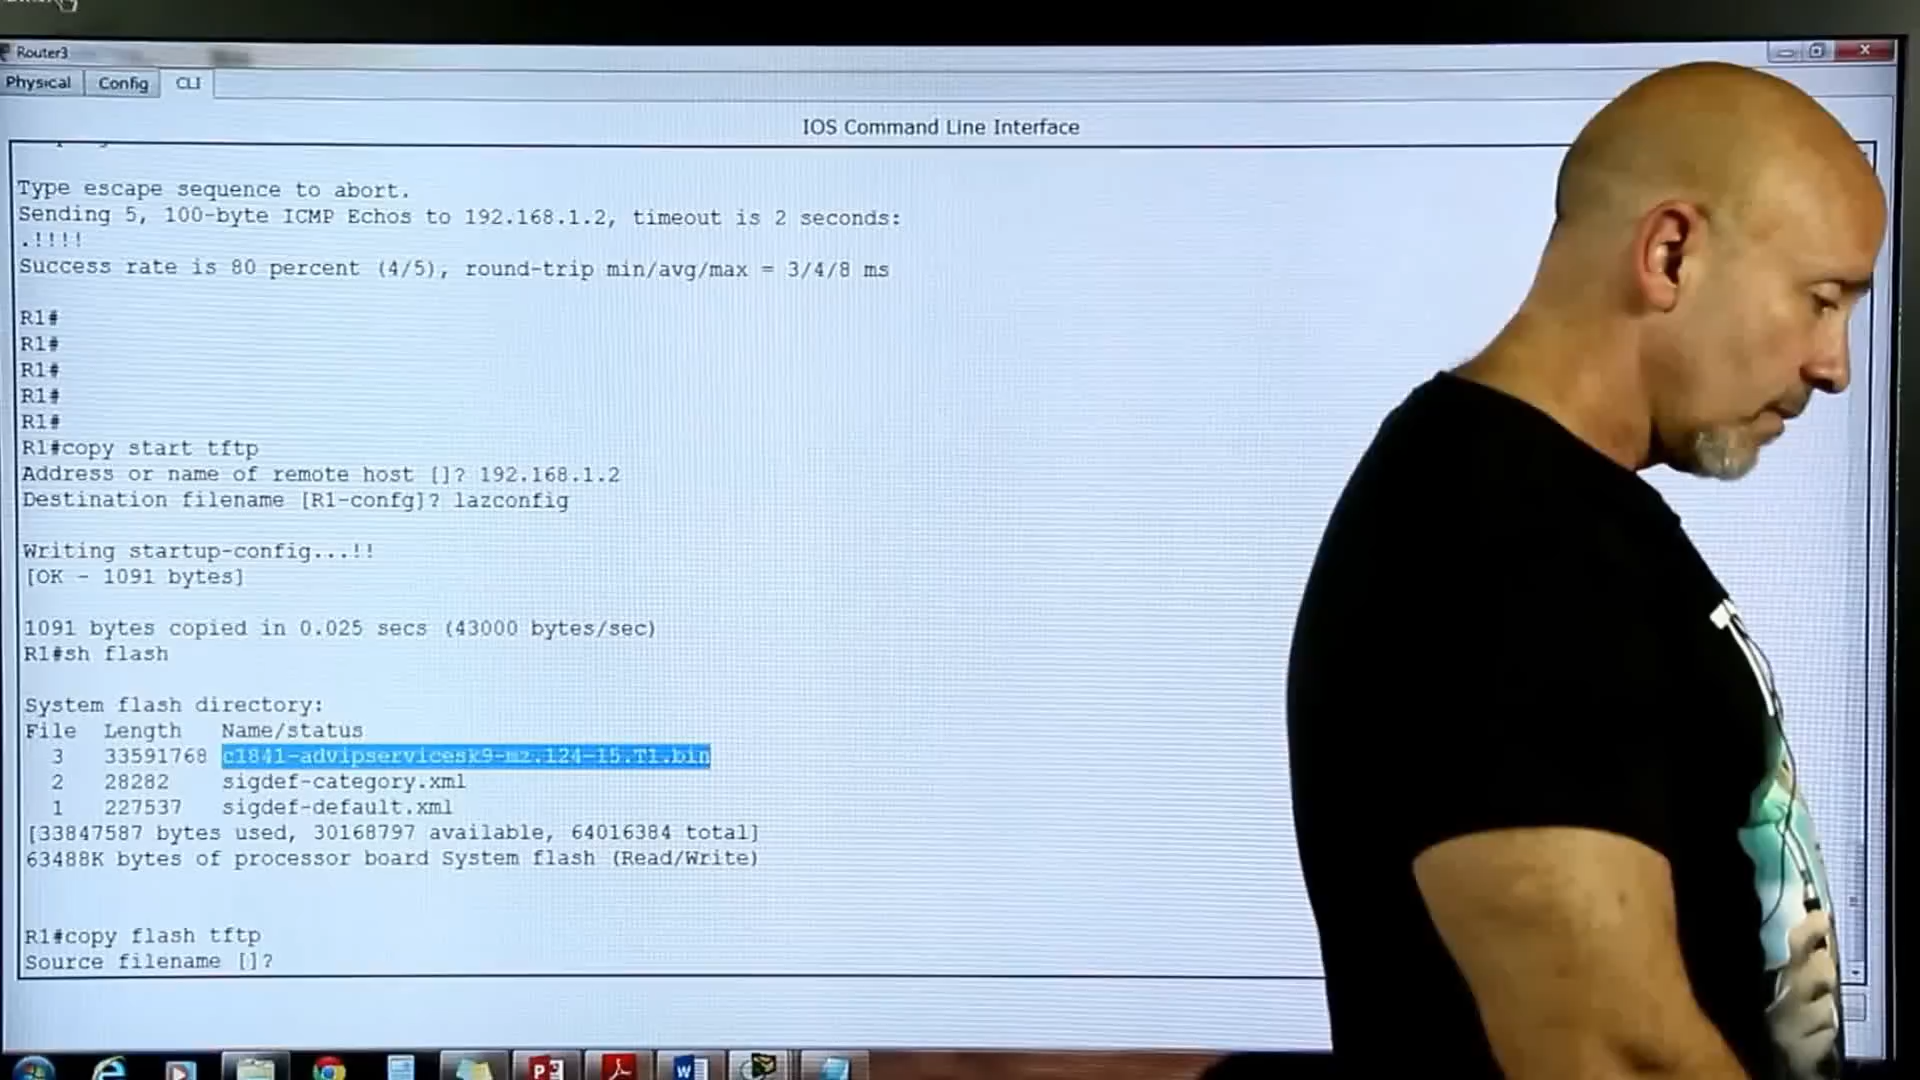 Router3
Physical Config CLI
IOS Command Line Interface
Type escape sequence to abort.
Sending 5, 100-byte ICMP Echos to 192.168.1.2, timeout is 2 seconds:
.!!!!
Success rate is 80 percent (4/5), round-trip min/avg/max = 3/4/8 ms
R1#
R1#
R1#
R1#
R1#
R1#copy start tftp
Address or name of remote host []? 192.168.1.2
Destination filename [R1-confg]? lazconfig
Writing startup-config...!!
[OK - 1091 bytes]
1091 bytes copied in 0.025 secs (43000 bytes/sec)
R1#sh flash
System flash directory:
File Length Name/status
3 33591768 c1841-advipservicesk9-mz.124-15.T1.bin
2 28282 sigdef-category.xml
1 227537 sigdef-default.xml
[33847587 bytes used, 30168797 available, 64016384 total]
63488K bytes of processor board System flash (Read/Write)
R1#copy flash tftp
Source filename []?